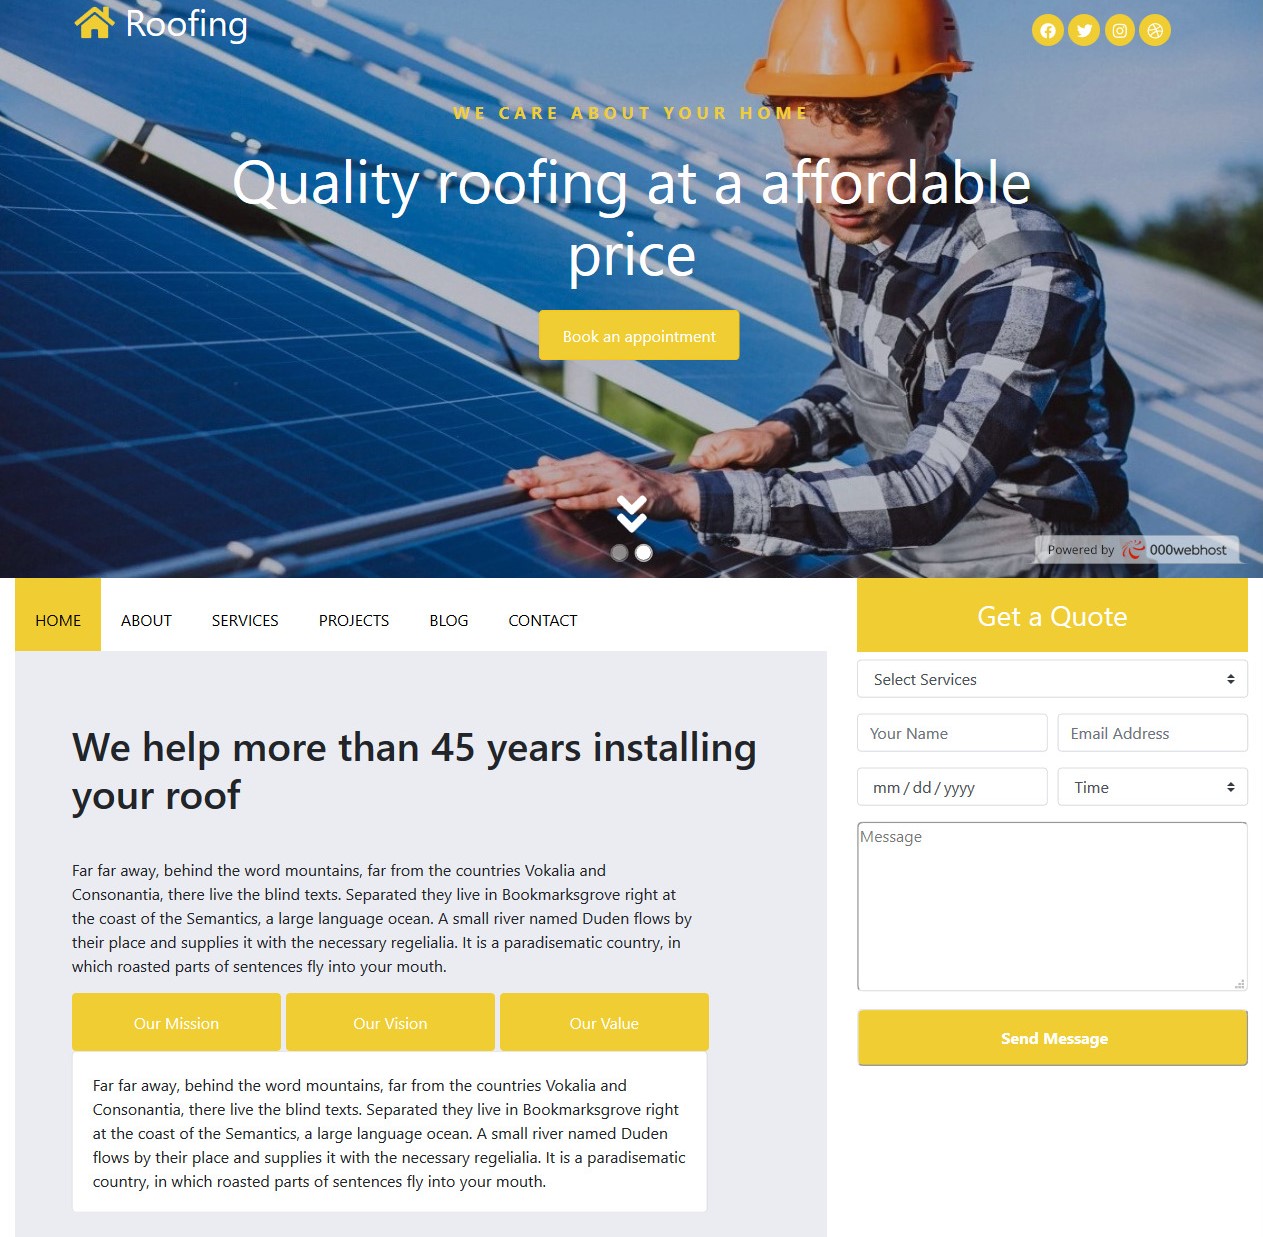 Roofing
WE CARE ABOUT YOUR HOME
Quality roofing at a affordable
price
Book an appointment
Powered by 000webhost
HOME ABOUT SERVICES PROJECTS BLOG CONTACT
We help more than 45 years installing
your roof
Far far away, behind the word mountains, far from the countries Vokalia and
Consonantia, there live the blind texts. Separated they live in Bookmarksgrove right at
the coast of the Semantics, a large language ocean. A small river named Duden flows by
their place and supplies it with the necessary regelialia. It is a paradisematic country, in
which roasted parts of sentences fly into your mouth.
Our Mission Our Vision Our Value
Far far away, behind the word mountains, far from the countries Vokalia and
Consonantia, there live the blind texts. Separated they live in Bookmarksgrove right
at the coast of the Semantics, a large language ocean. A small river named Duden
flows by their place and supplies it with the necessary regelialia. It is a paradisematic
country, in which roasted parts of sentences fly into your mouth.
Get a Quote
Select Services
Your Name Email Address
mm/dd/yyyy Time
Message
Send Message